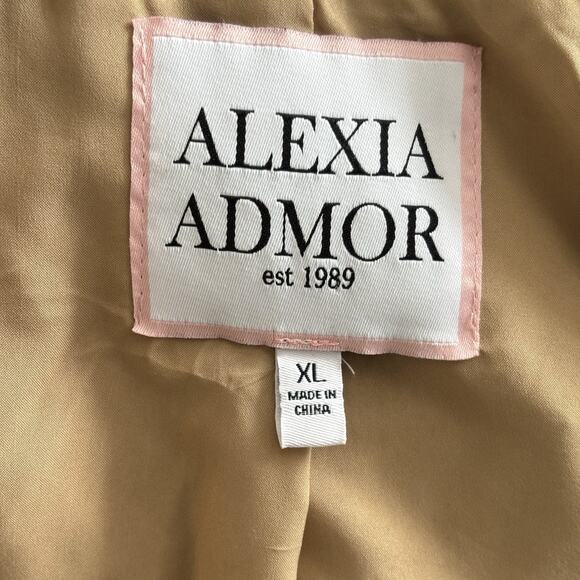 ALEXIA
ADMOR
est 1989
XL
MADE IN
CHINA